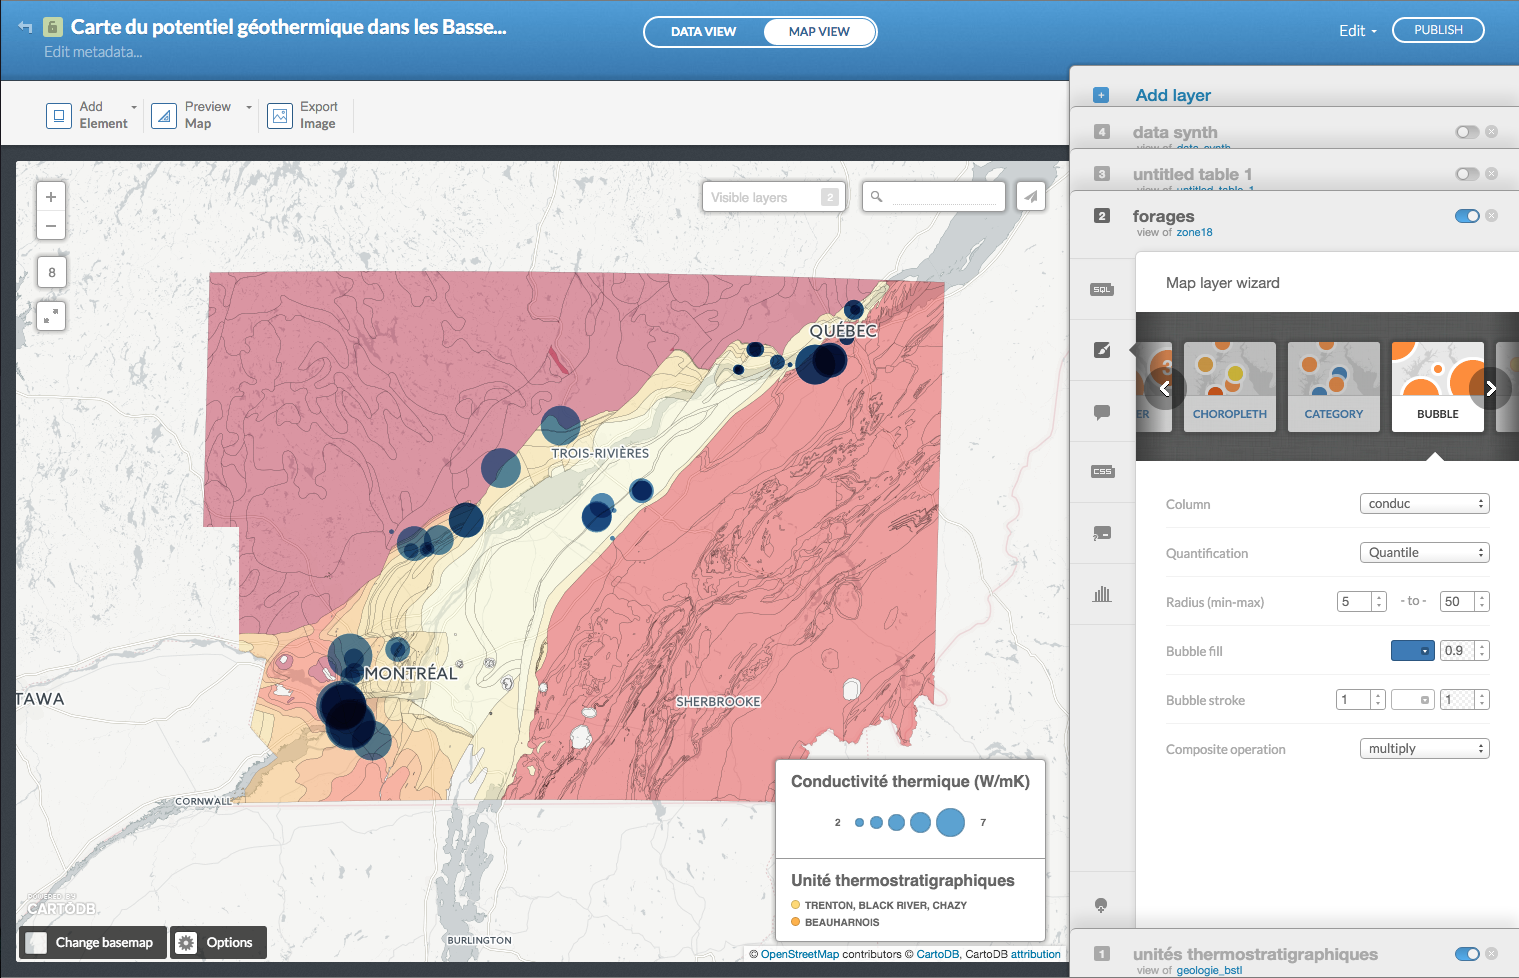 Carte du potentiel géothermique dans les Basse...
Edit metadata...
DATA VIEW
MAP VIEW
Edit
PUBLISH
Add
Element
Preview
Map
Export
Image
Add layer
4
data synth
view of data_synth
3
untitled table 1
view of untitled_table_1
2
forages
view of zone18
+
−
8
Visible layers
2
QUÉBEC
TROIS-RIVIÈRES
MONTRÉAL
TAWA
SHERBROOKE
CORNWALL
BURLINGTON
Conductivité thermique (W/mK)
2
7
Unité thermostratigraphiques
TRENTON, BLACK RIVER, CHAZY
BEAUHARNOIS
POWERED BY
CARTODB
Change basemap
Options
© OpenStreetMap contributors © CartoDB, CartoDB attribution
SQL
CSS
Map layer wizard
3
ER
CHOROPLETH
CATEGORY
BUBBLE
Column
conduc
Quantification
Quantile
Radius (min-max)
5
- to -
50
Bubble fill
0.9
Bubble stroke
1
1
Composite operation
multiply
1
unités thermostratigraphiques
view of geologie_bstl